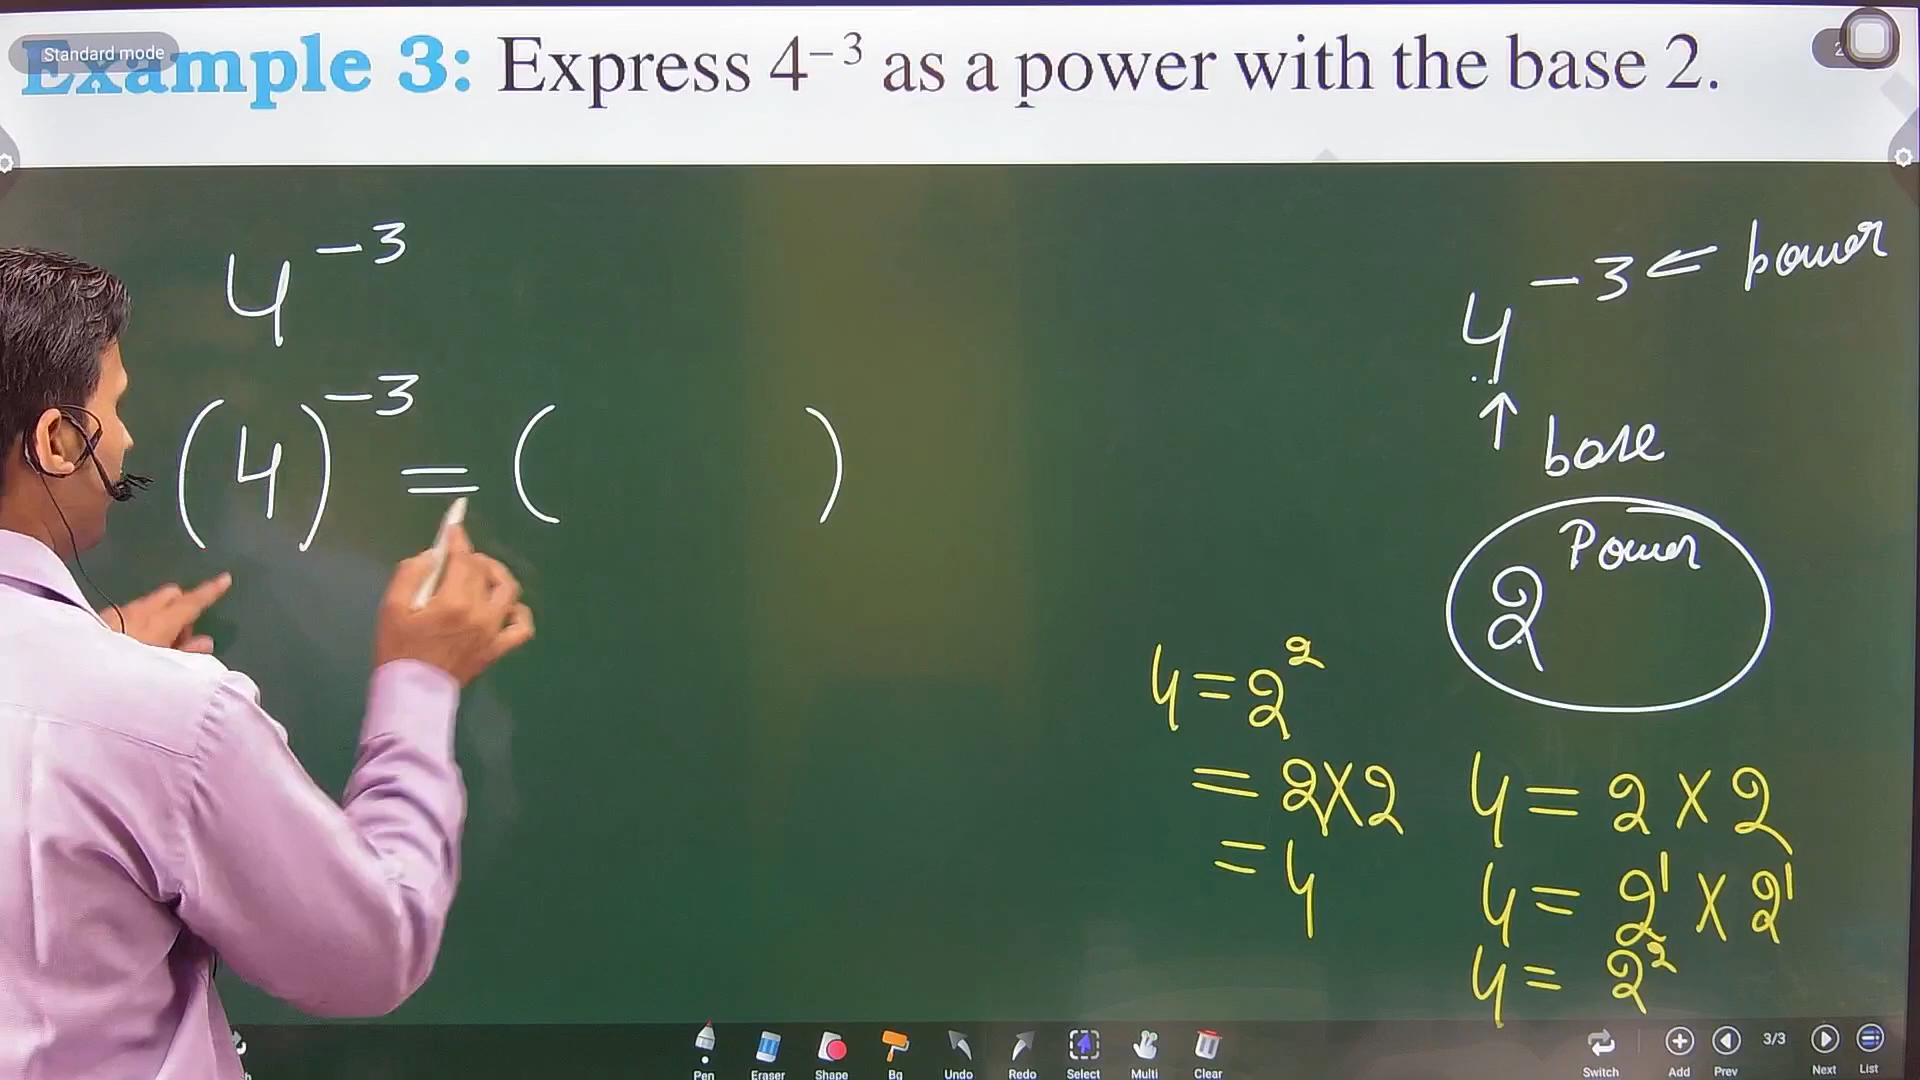 Standard mode
Example 3: Express 4⁻³ as a power with the base 2.
4⁻³
(4)⁻³ = ( )
4⁻³ ← power
↑ base
2^Power
4 = 2²
= 2 × 2
= 4
4 = 2 × 2
4 = 2¹ × 2¹
4 = 2²
Pen Eraser Shape Bg Undo Redo Select Multi Clear Switch Add Prev 3/3 Next List